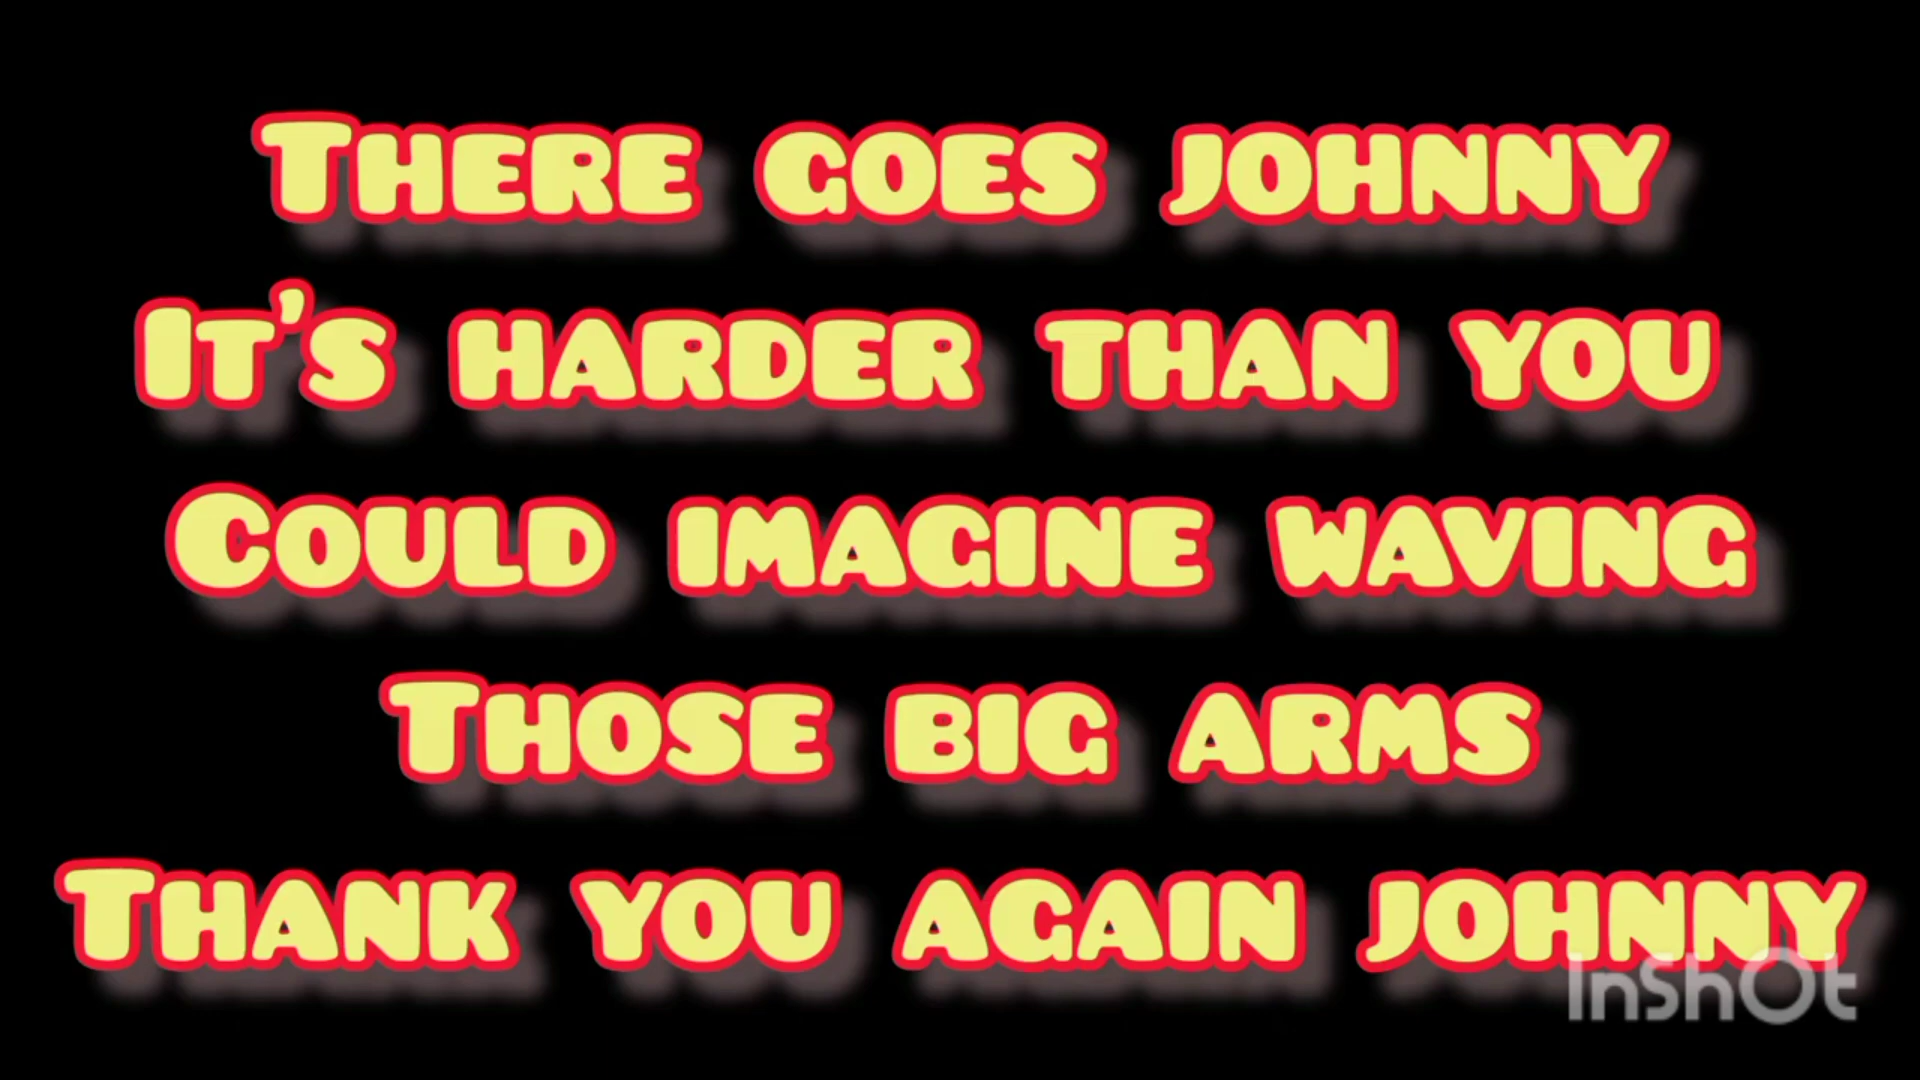 There goes Johnny
It's harder than you
Could imagine waving
Those big arms
Thank you again Johnny
InShOt